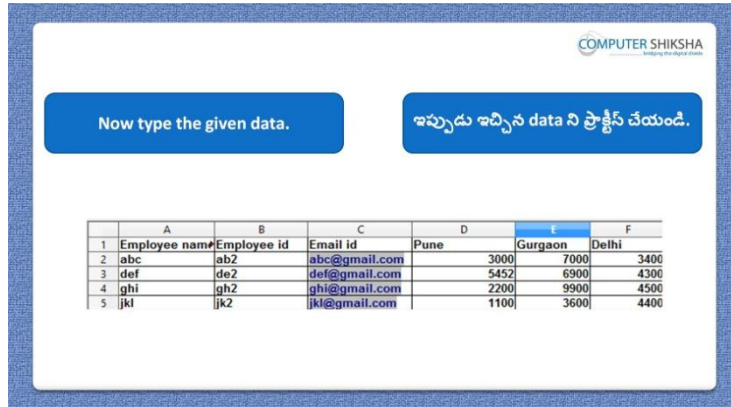 COMPUTER SHIKSHA
bridging the digital divide
Now type the given data.
ఇప్పుడు ఇచ్చిన data ని ప్రాక్టీస్ చేయండి.
A B C D E F
1 Employee nam Employee id Email id Pune Gurgaon Delhi
2 abc ab2 abc@gmail.com 3000 7000 3400
3 def de2 def@gmail.com 5452 6900 4300
4 ghi gh2 ghi@gmail.com 2200 9900 4500
5 jkl jk2 jkl@gmail.com 1100 3600 4400